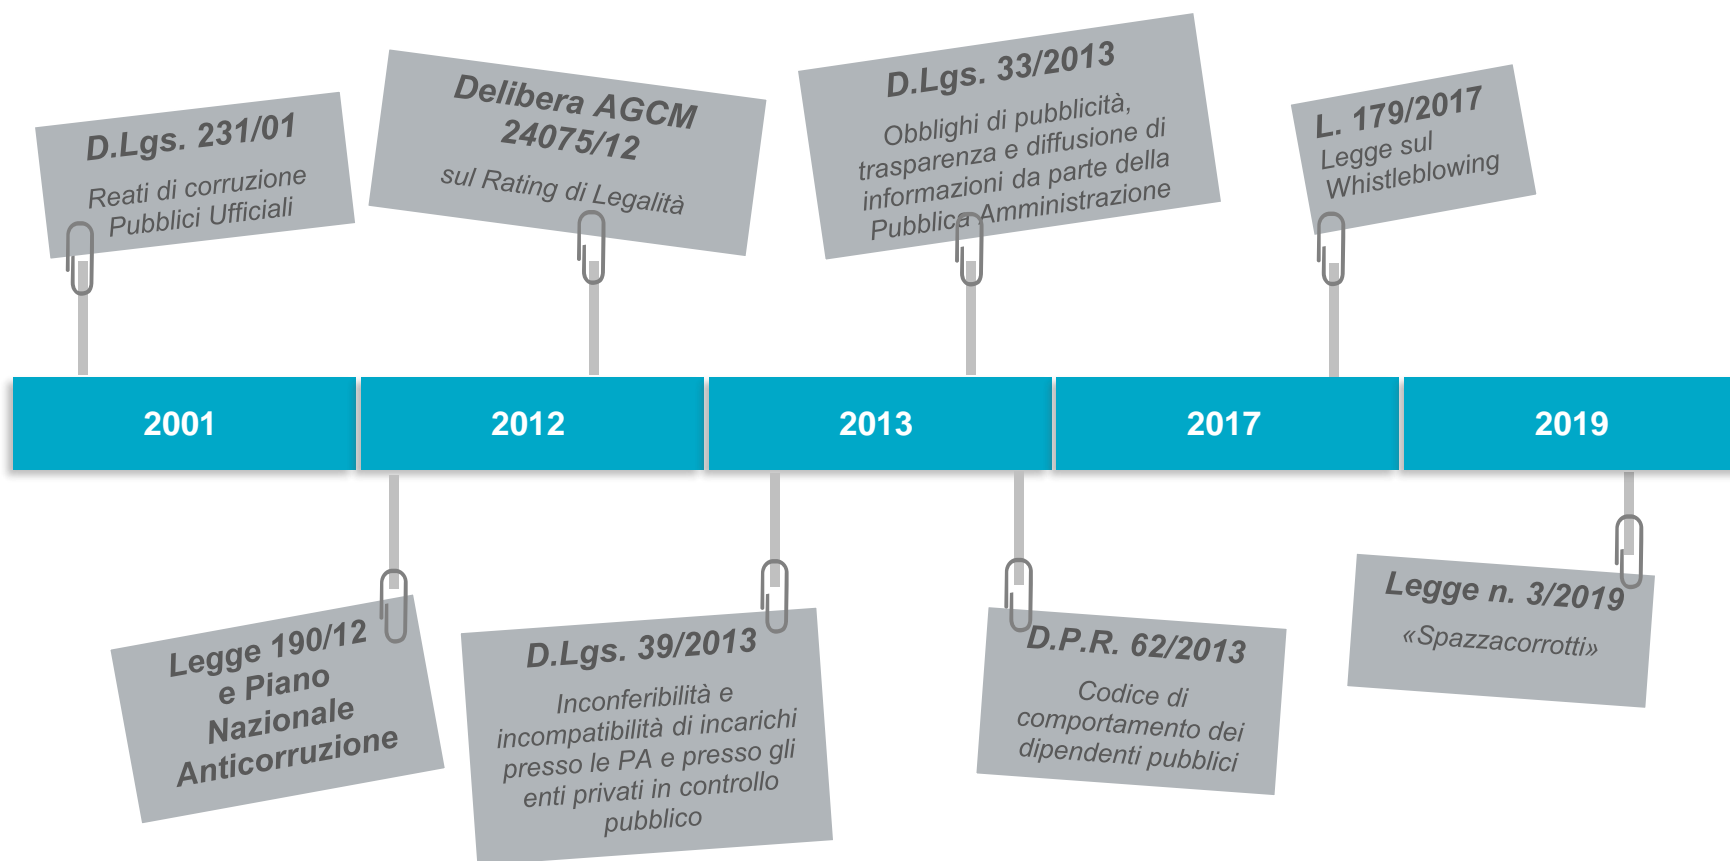 D.Lgs. 231/01
Reati di corruzione
Pubblici Ufficiali
Delibera AGCM
24075/12
sul Rating di Legalità
D.Lgs. 33/2013
Obblighi di pubblicità,
trasparenza e diffusione di
informazioni da parte della
Pubblica Amministrazione
L. 179/2017
Legge sul
Whistleblowing
2001
2012
2013
2017
2019
Legge 190/12
e Piano
Nazionale
Anticorruzione
D.Lgs. 39/2013
Inconferibilità e
incompatibilità di incarichi
presso le PA e presso gli
enti privati in controllo
pubblico
D.P.R. 62/2013
Codice di
comportamento dei
dipendenti pubblici
Legge n. 3/2019
«Spazzacorrotti»